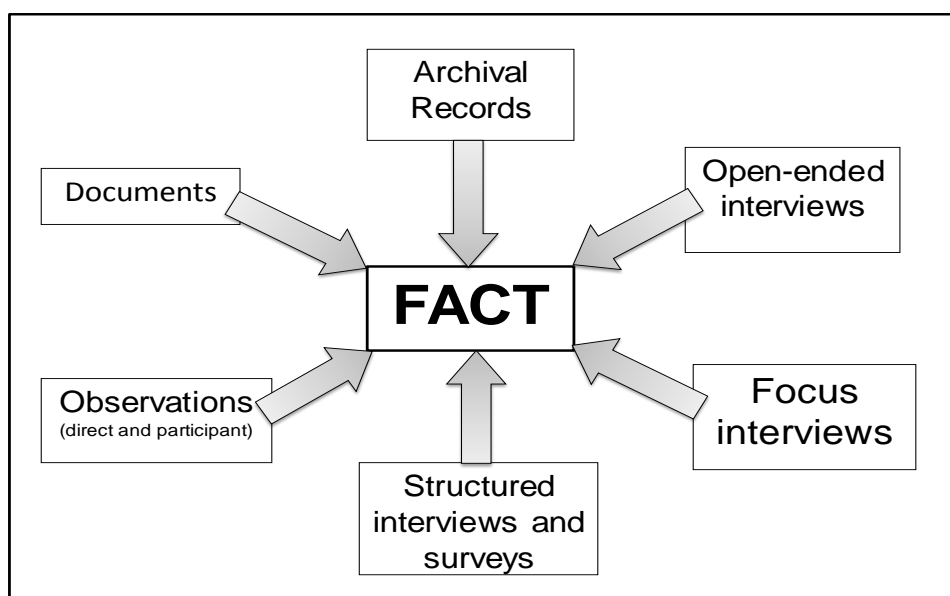 Archival
Records
Documents
Open-ended
interviews
FACT
Observations
(direct and participant)
Focus
interviews
Structured
interviews and
surveys